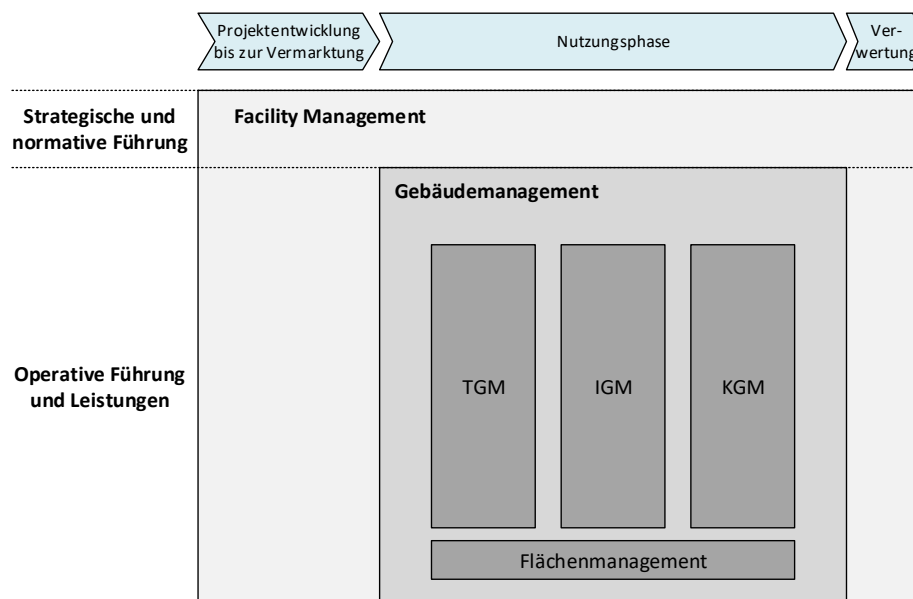 Projektentwicklung
bis zur Vermarktung
Nutzungsphase
Ver-
wertung
Strategische und
normative Führung
Facility Management
Gebäudemanagement
Operative Führung
und Leistungen
TGM
IGM
KGM
Flächenmanagement